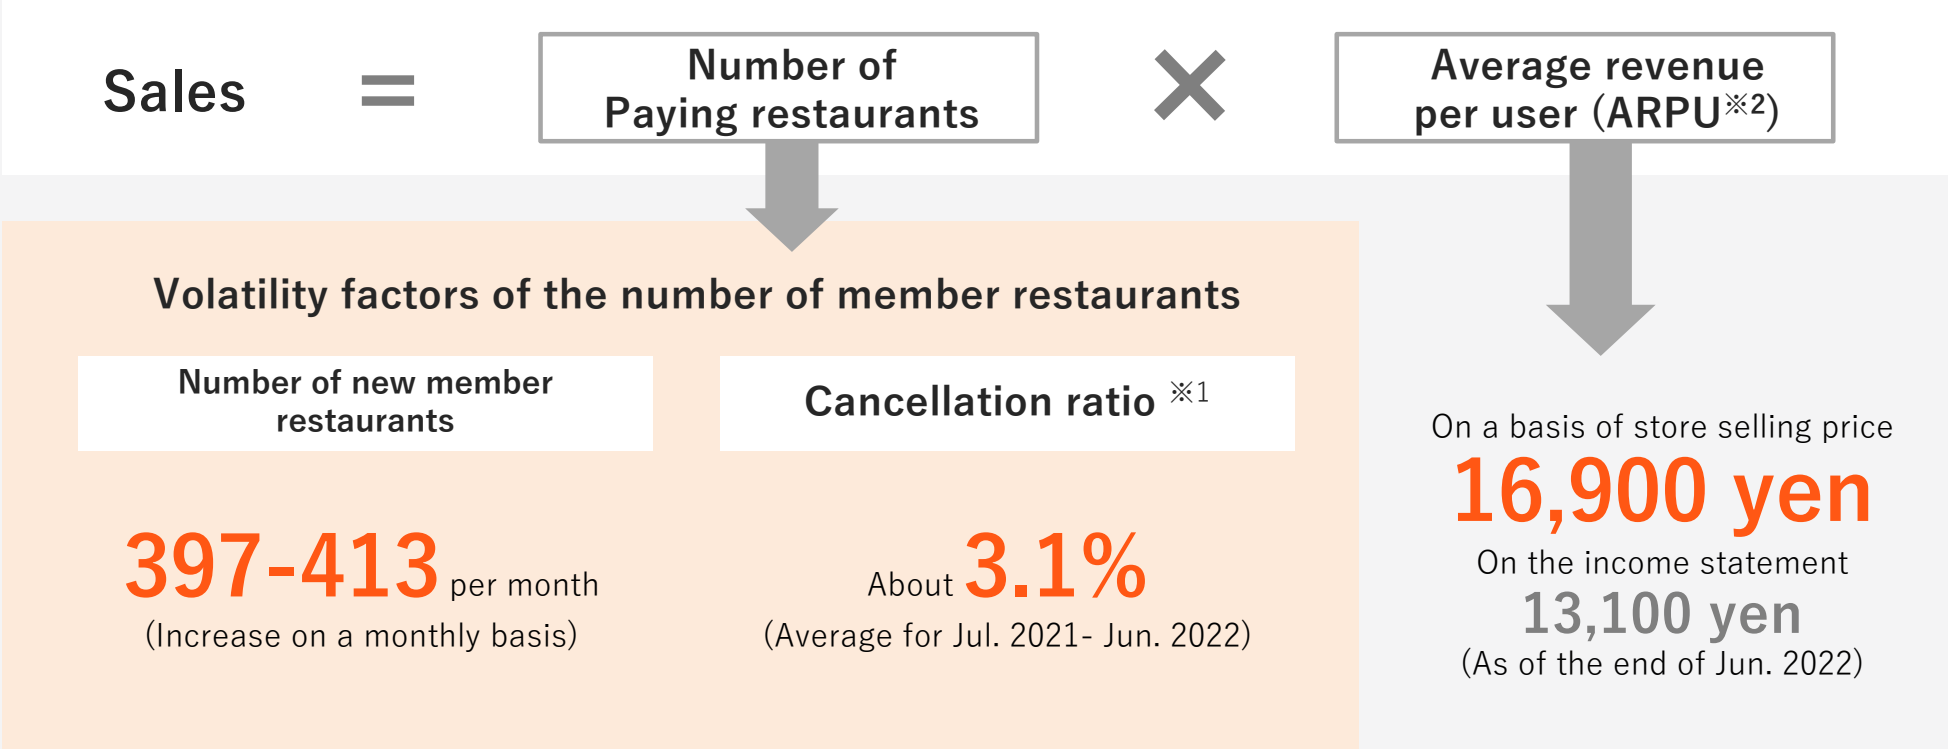 Sales
=
Number of
Paying restaurants
×
Average revenue
per user (ARPU※2)
Volatility factors of the number of member restaurants
Number of new member
restaurants
397-413 per month
(Increase on a monthly basis)
Cancellation ratio ※1
About 3.1%
(Average for Jul. 2021- Jun. 2022)
On a basis of store selling price
16,900 yen
On the income statement
13,100 yen
(As of the end of Jun. 2022)